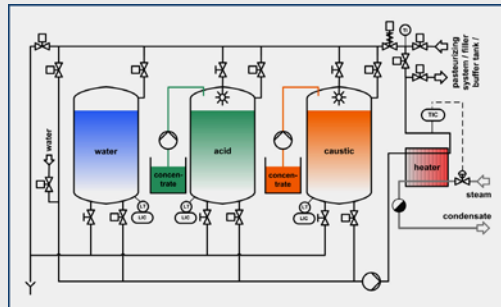 TI
pasteurizing
system / filler
buffer tank /
water
water
acid
caustic
concen-
trate
concen-
trate
LT
LIC
LT
LIC
LT
LIC
TIC
heater
steam
condensate